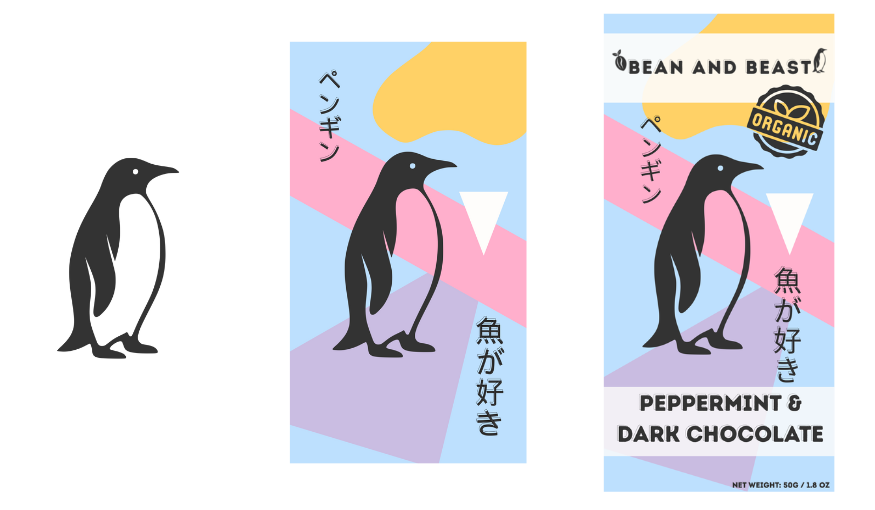 ペンギン
魚が好き
BEAN AND BEAST
ORGANIC
ペンギン
魚が好き
PEPPERMINT &
DARK CHOCOLATE
NET WEIGHT: 50G / 1.8 OZ